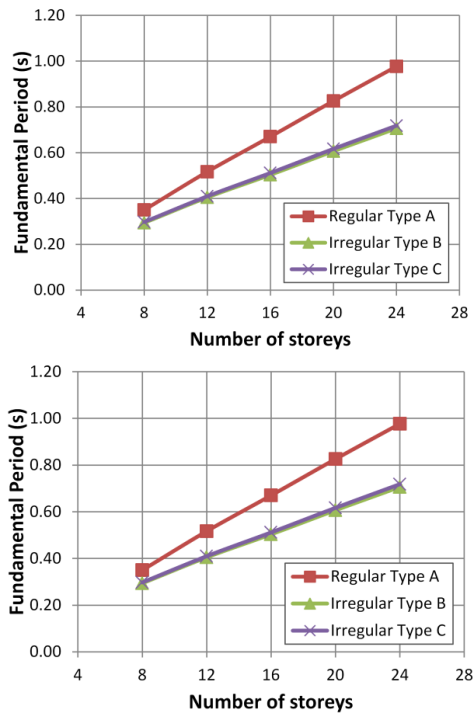 1.20
1.00
0.80
0.60
0.40
0.20
0.00
Fundamental Period (s)
Regular Type A
Irregular Type B
Irregular Type C
4 8 12 16 20 24 28
Number of storeys
1.20
1.00
0.80
0.60
0.40
0.20
0.00
Fundamental Period (s)
Regular Type A
Irregular Type B
Irregular Type C
4 8 12 16 20 24 28
Number of storeys